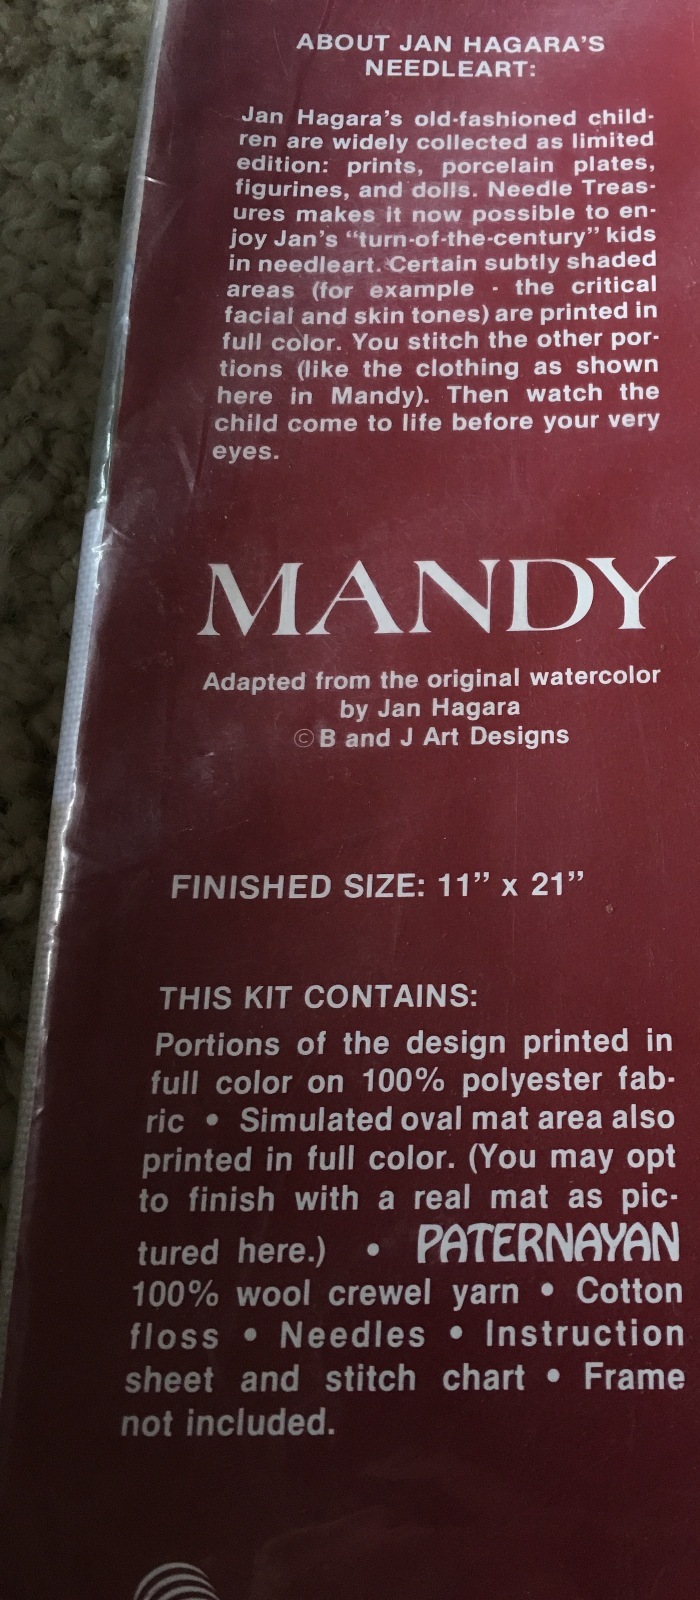 ABOUT JAN HAGARA'S
NEEDLEART:
Jan Hagara's old-fashioned child-
ren are widely collected as limited
edition: prints, porcelain plates,
figurines, and dolls. Needle Treas-
ures makes it now possible to en-
joy Jan's “turn-of-the-century” kids
in needleart. Certain subtly shaded
areas (for example - the critical
facial and skin tones) are printed in
full color. You stitch the other por-
tions (like the clothing as shown
here in Mandy). Then watch the
child come to life before your very
eyes.
MANDY
Adapted from the original watercolor
by Jan Hagara
©B and J Art Designs
FINISHED SIZE: 11” x 21”
THIS KIT CONTAINS:
Portions of the design printed in
full color on 100% polyester fab-
ric • Simulated oval mat area also
printed in full color. (You may opt
to finish with a real mat as pic-
tured here.) • PATERNAYAN
100% wool crewel yarn • Cotton
floss • Needles • Instruction
sheet and stitch chart • Frame
not included.